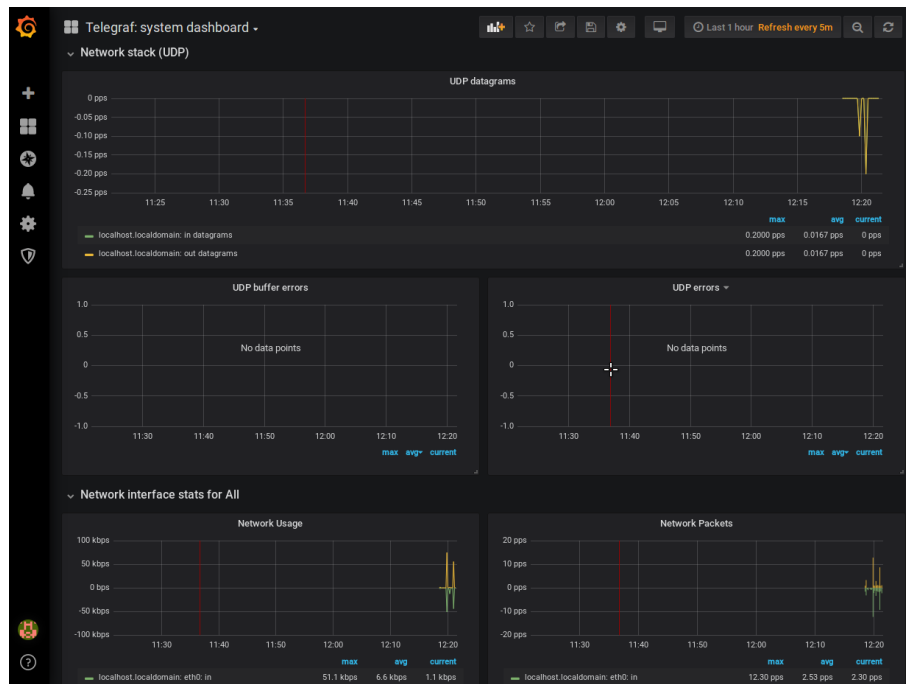 Telegraf: system dashboard
Last 1 hour Refresh every 5m
Network stack (UDP)
UDP datagrams
0 pps
-0.05 pps
-0.10 pps
-0.15 pps
-0.20 pps
-0.25 pps
11:25 11:30 11:35 11:40 11:45 11:50 11:55 12:00 12:05 12:10 12:15 12:20
max avg current
localhost.localdomain: in datagrams 0.2000 pps 0.0167 pps 0 pps
localhost.localdomain: out datagrams 0.2000 pps 0.0167 pps 0 pps
UDP buffer errors
1.0
0.5
No data points
0
-0.5
-1.0
11:30 11:40 11:50 12:00 12:10 12:20
max avg current
UDP errors
1.0
0.5
No data points
0
-0.5
-1.0
11:30 11:40 11:50 12:00 12:10 12:20
max avg current
Network interface stats for All
Network Usage
100 kbps
50 kbps
0 bps
-50 kbps
-100 kbps
11:30 11:40 11:50 12:00 12:10 12:20
max avg current
localhost.localdomain: eth0: in 51.1 kbps 6.6 kbps 1.1 kbps
Network Packets
20 pps
10 pps
0 pps
-10 pps
-20 pps
11:30 11:40 11:50 12:00 12:10 12:20
max avg current
localhost.localdomain: eth0: in 12.30 pps 2.53 pps 2.30 pps